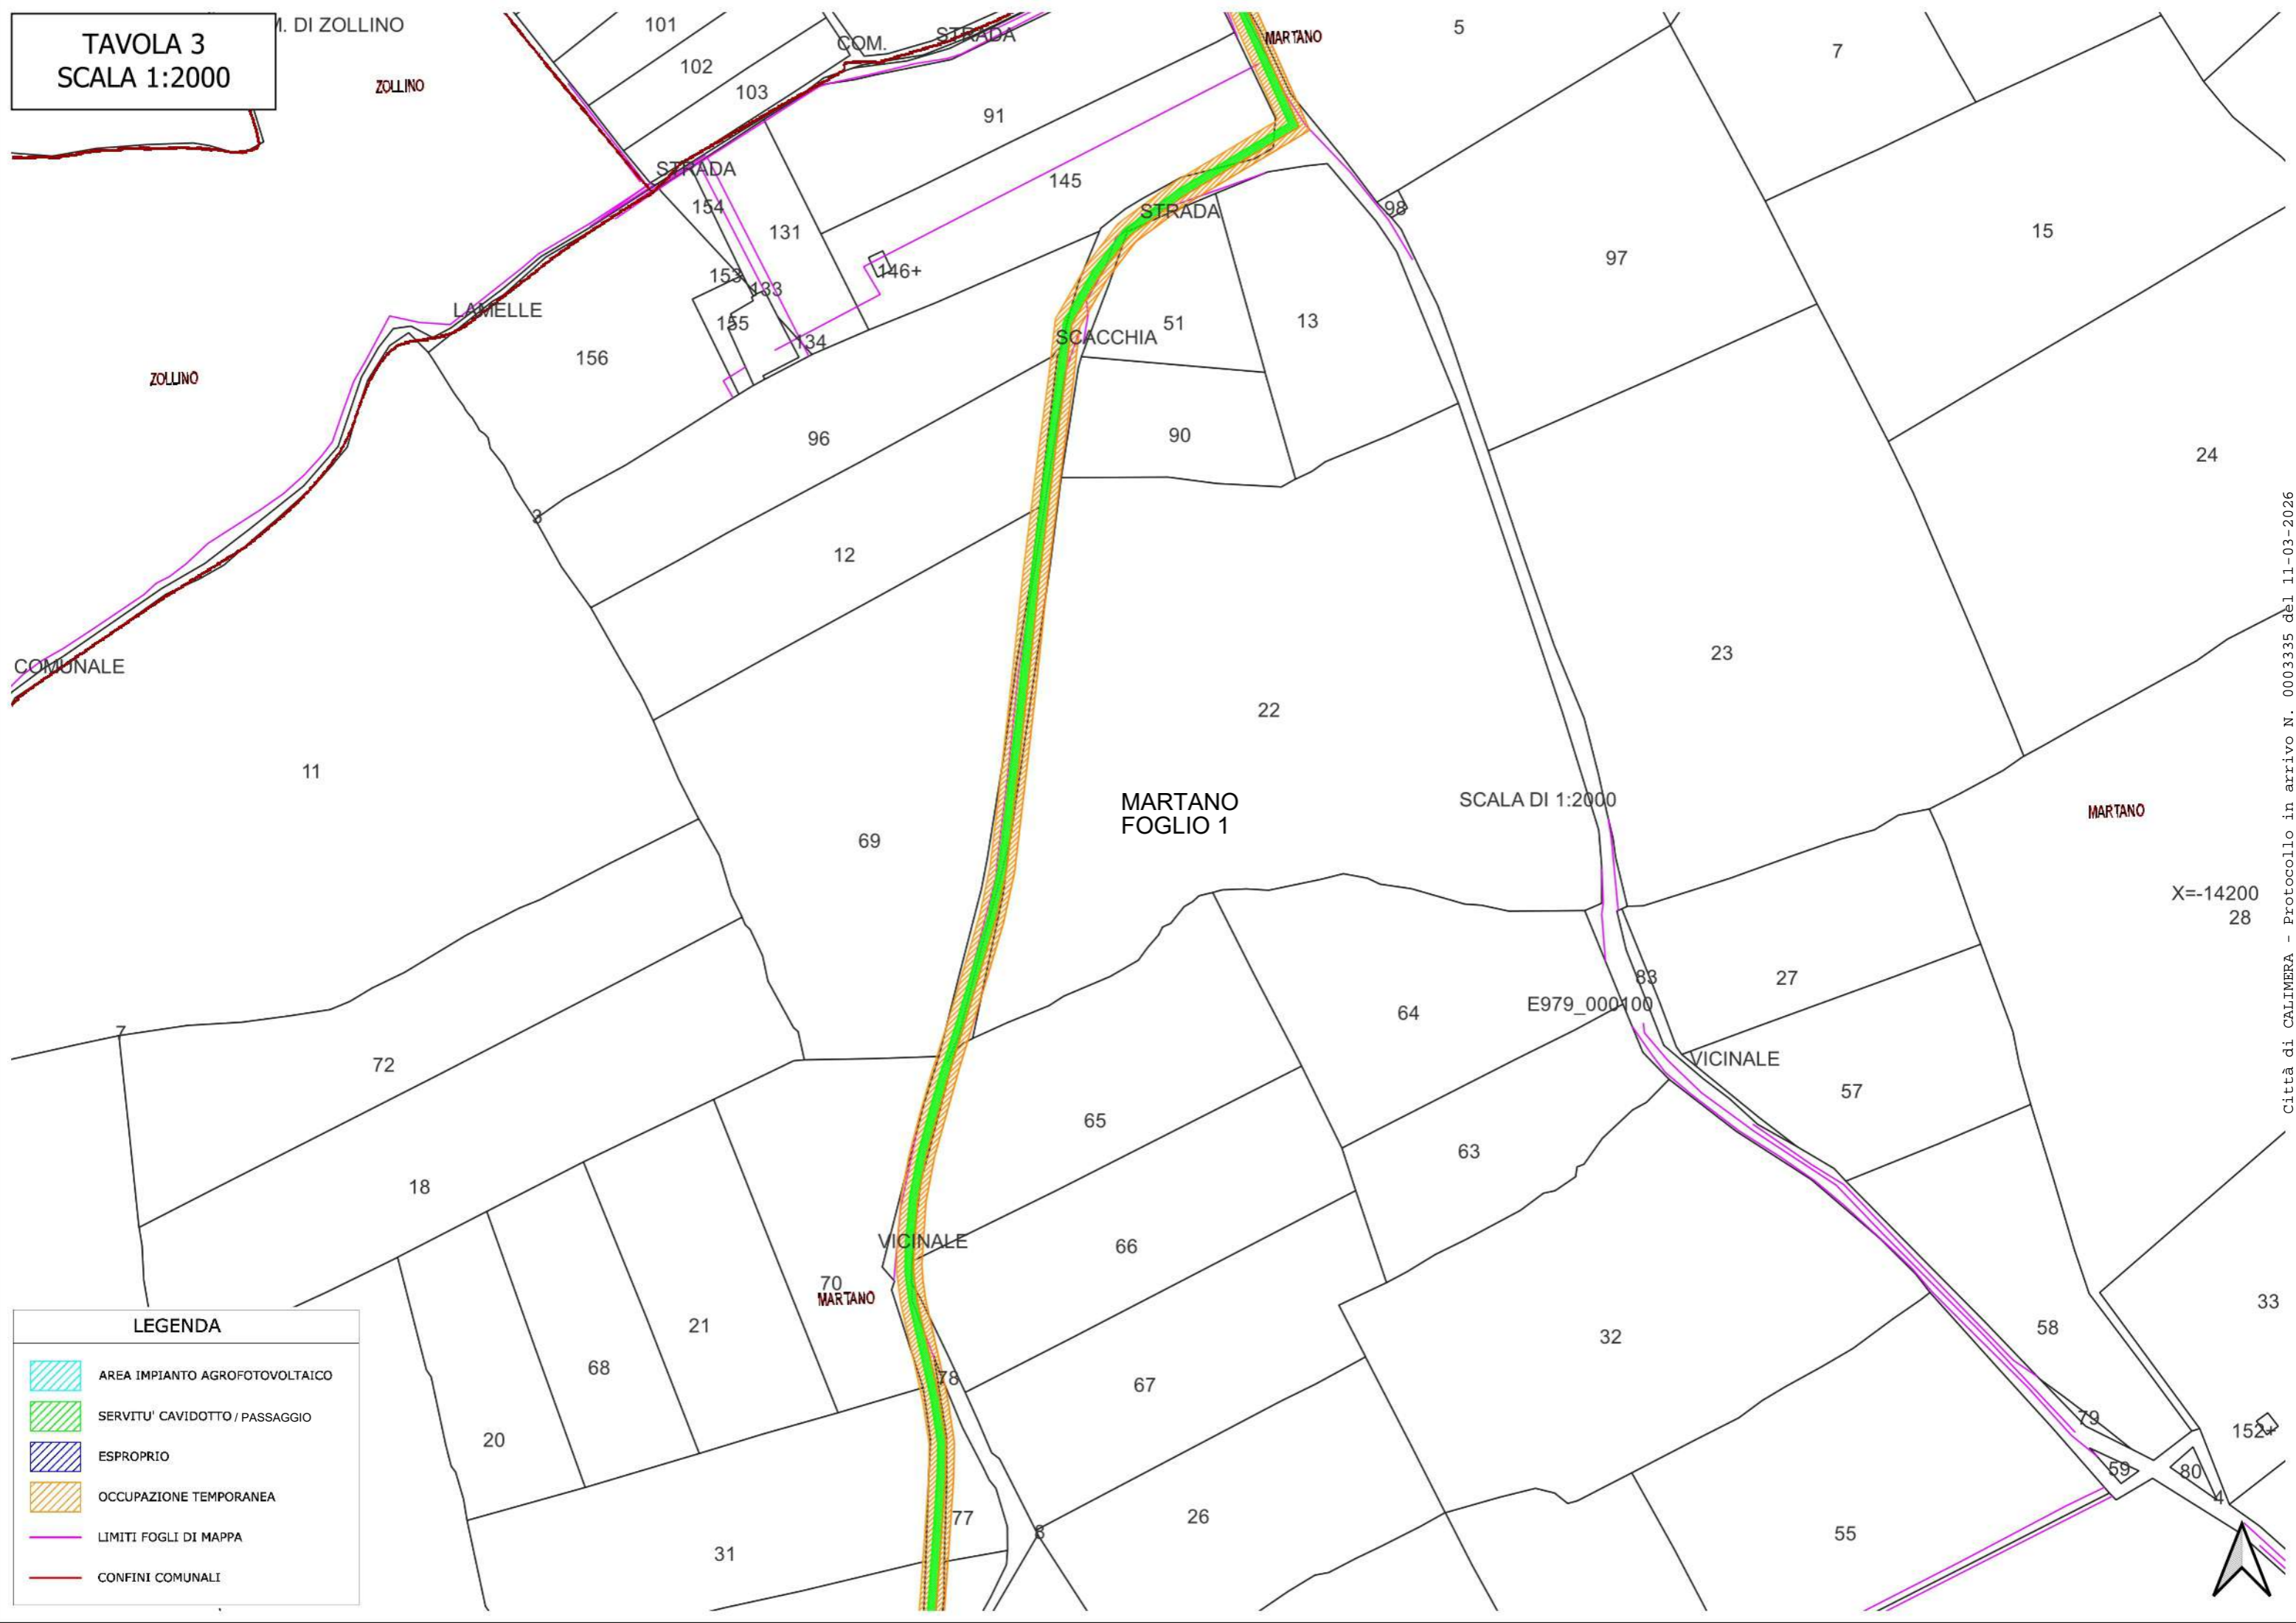 TAVOLA 3
SCALA 1:2000
M. DI ZOLLINO
ZOLLINO
101
102
103
COM.
STRADA
MARTANO
5
7
91
STRADA
154
131
145
STRADA
98
97
15
153
133
146+
155
134
LAMELLE
156
ZOLLINO
SCACCHIA
51
13
90
96
24
3
12
COMUNALE
23
22
11
69
MARTANO
FOGLIO 1
SCALA DI 1:2000
MARTANO
X=-14200
28
83
27
E979_000100
64
7
72
VICINALE
57
65
63
18
VICINALE
66
70
MARTANO
21
68
20
78
67
32
58
33
79
152+
59
80
4
77
8
26
55
31
LEGENDA
AREA IMPIANTO AGROFOTOVOLTAICO
SERVITU' CAVIDOTTO / PASSAGGIO
ESPROPRIO
OCCUPAZIONE TEMPORANEA
LIMITI FOGLI DI MAPPA
CONFINI COMUNALI
Città di CALIMERA - Protocollo in arrivo N. 0003335 del 11-03-2026